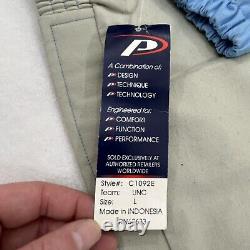 P
A Combination of:
DESIGN
TECHNIQUE
TECHNOLOGY
Engineered for:
COMFORT
FUNCTION
PERFORMANCE
SOLD EXCLUSIVELY AT
AUTHORIZED RETAILERS
WORLDWIDE
Style#: C1092E
Team: UNC
Size: L
Made in INDONESIA